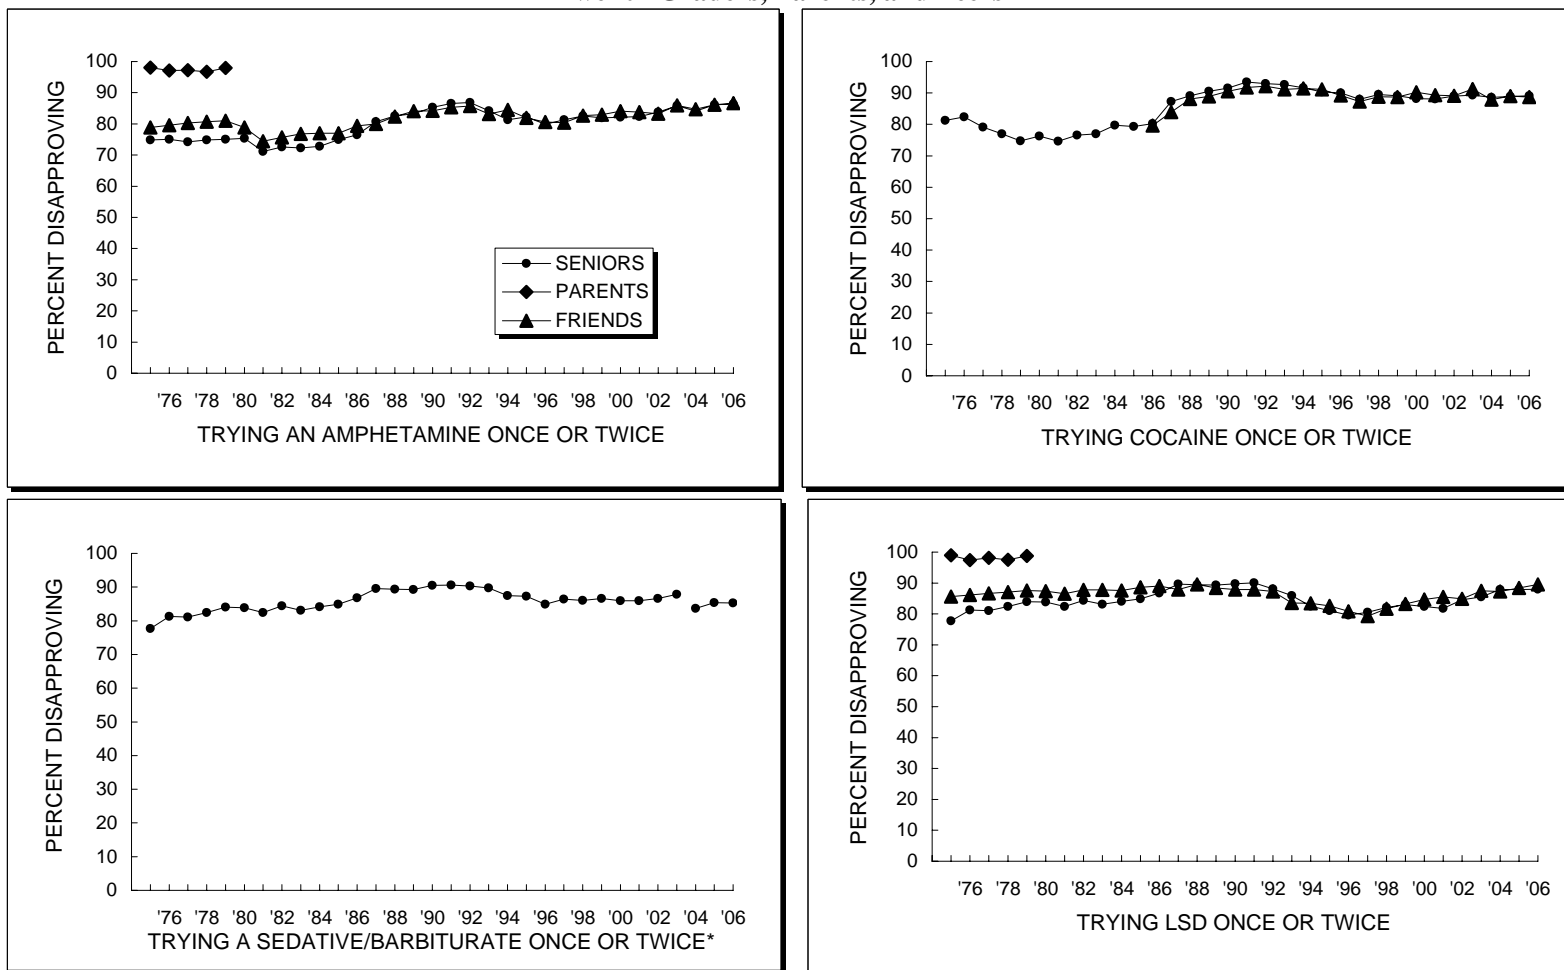 100
90
80
70
60
50
40
30
20
10
0
PERCENT DISAPPROVING
SENIORS
PARENTS
FRIENDS
'76 '78 '80 '82 '84 '86 '88 '90 '92 '94 '96 '98 '00 '02 '04 '06
TRYING AN AMPHETAMINE ONCE OR TWICE
100
90
80
70
60
50
40
30
20
10
0
PERCENT DISAPPROVING
'76 '78 '80 '82 '84 '86 '88 '90 '92 '94 '96 '98 '00 '02 '04 '06
TRYING COCAINE ONCE OR TWICE
100
90
80
70
60
50
40
30
20
10
0
PERCENT DISAPPROVING
'76 '78 '80 '82 '84 '86 '88 '90 '92 '94 '96 '98 '00 '02 '04 '06
TRYING A SEDATIVE/BARBITURATE ONCE OR TWICE*
100
90
80
70
60
50
40
30
20
10
0
PERCENT DISAPPROVING
'76 '78 '80 '82 '84 '86 '88 '90 '92 '94 '96 '98 '00 '02 '04 '06
TRYING LSD ONCE OR TWICE